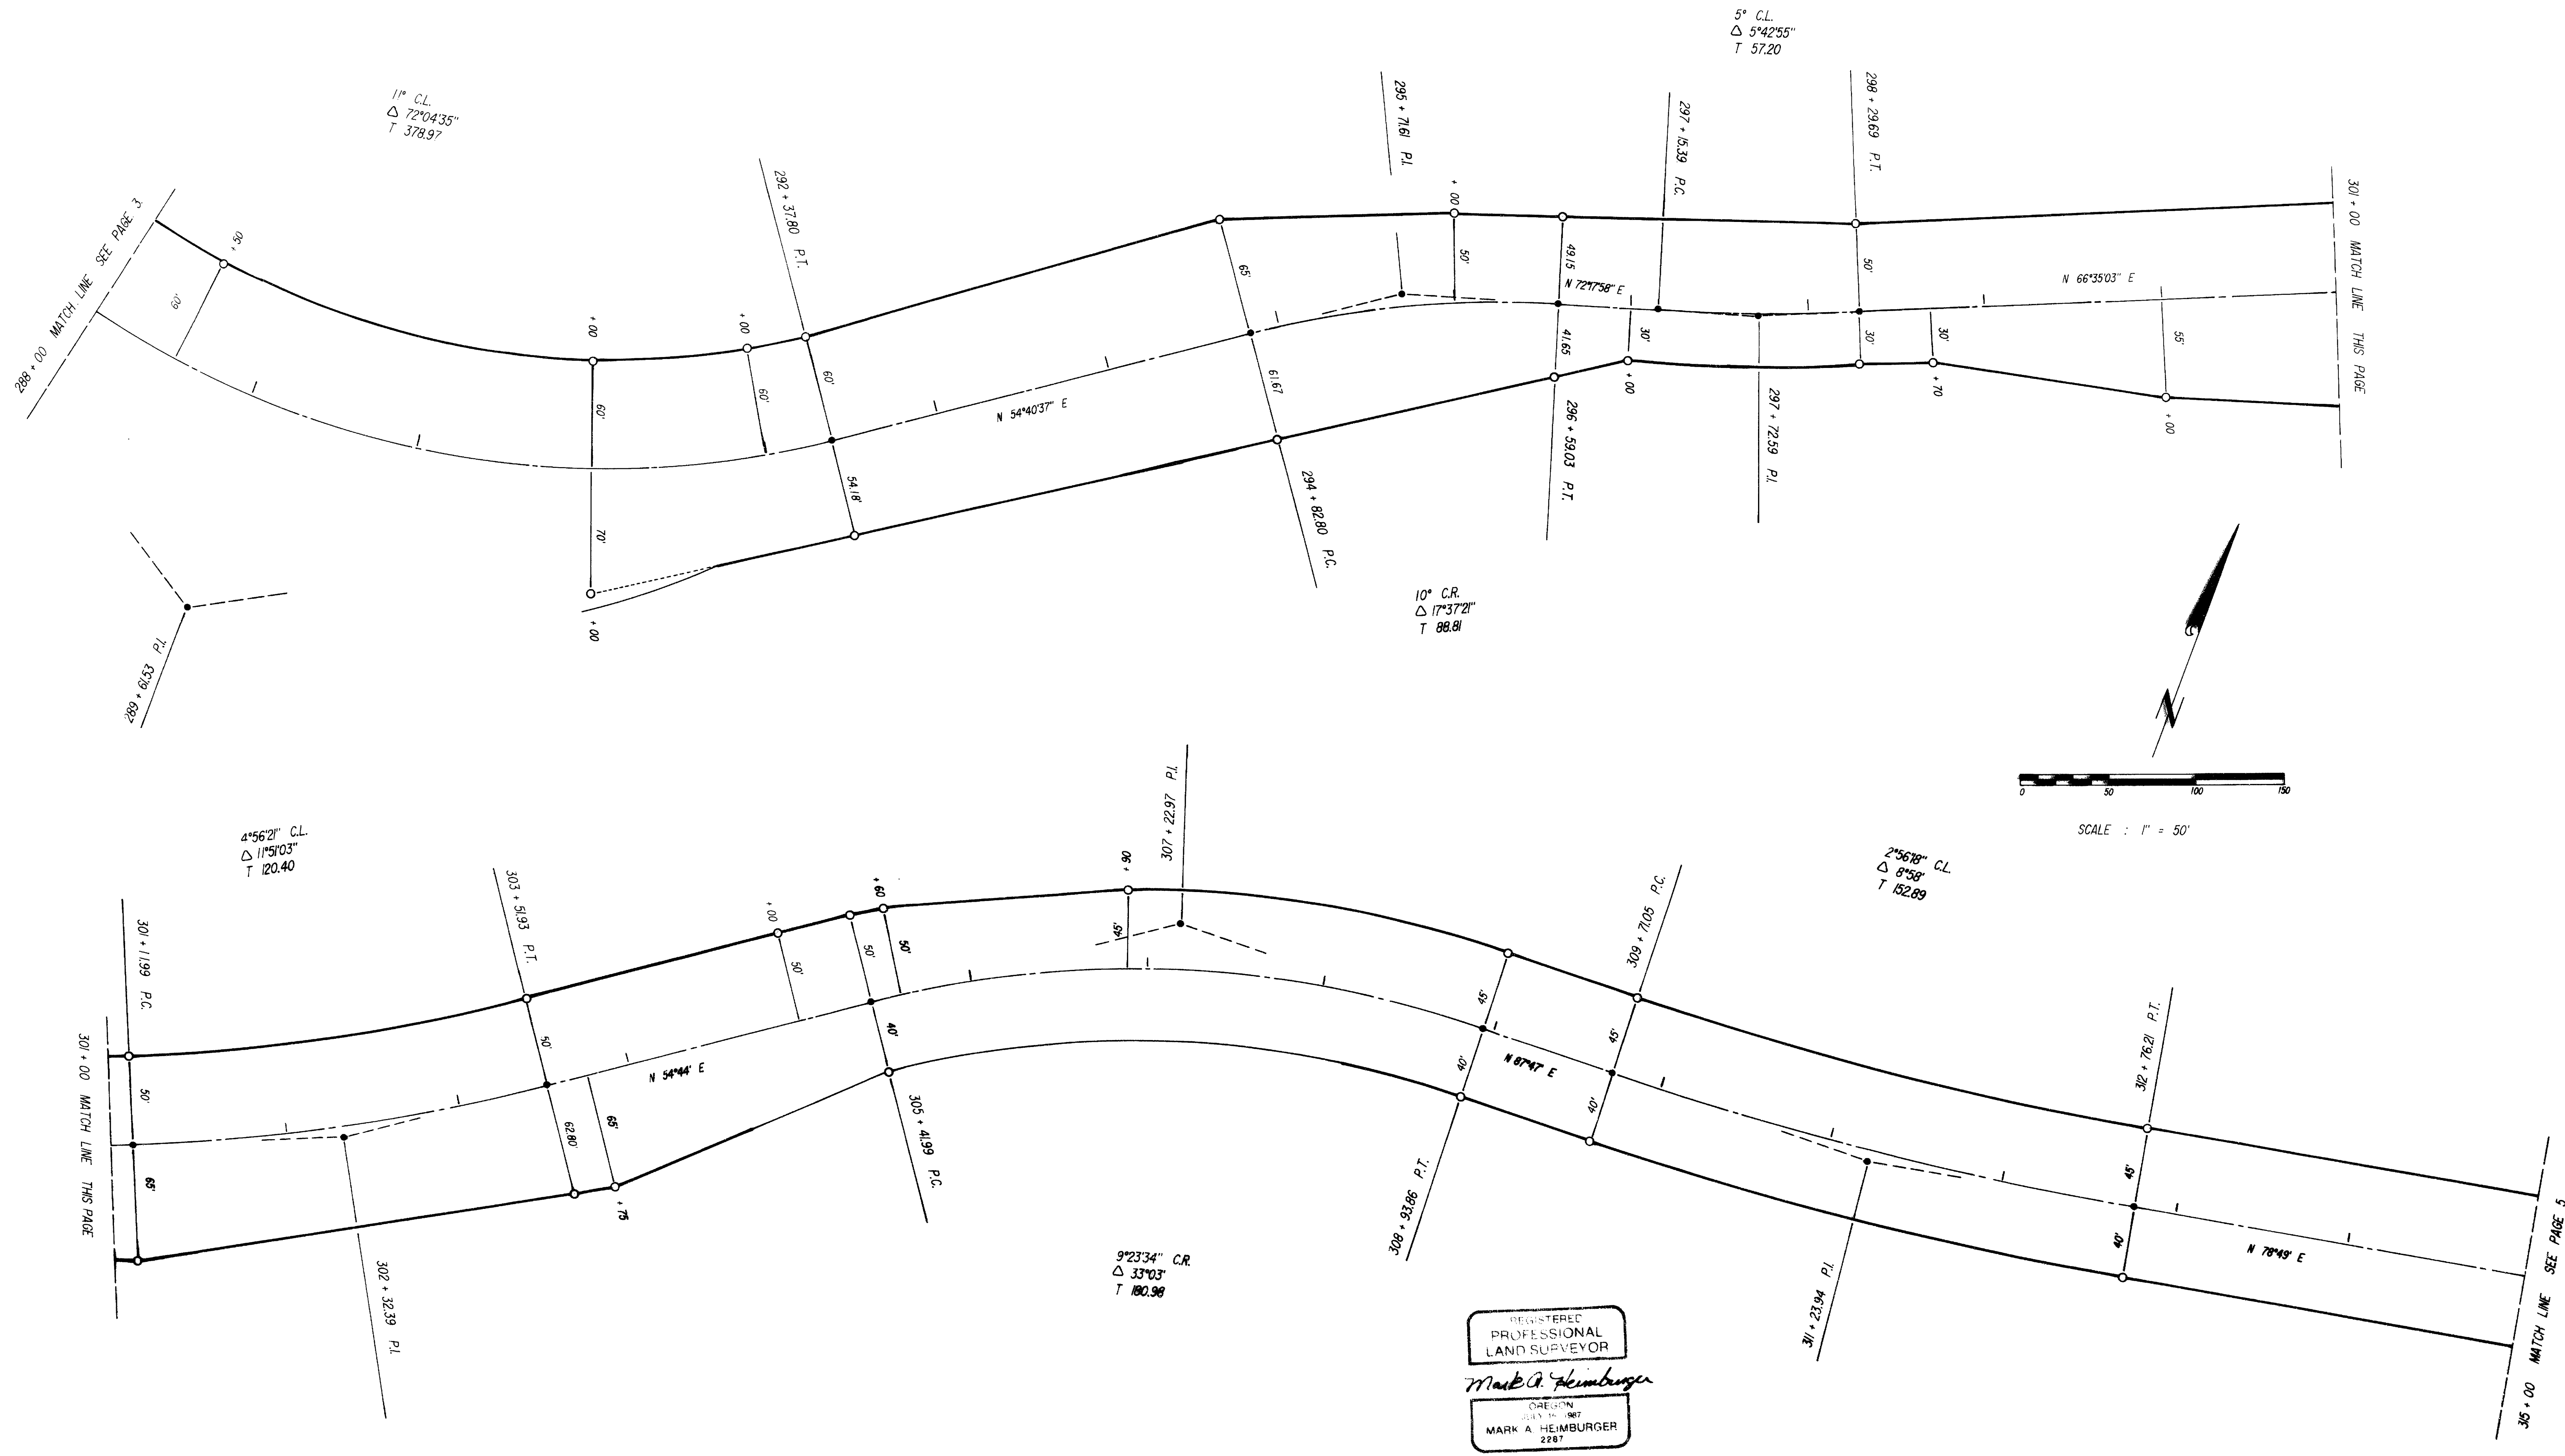 5° C.L.
△ 5°42'55"
T 57.20
11° C.L.
△ 72°04'35"
T 378.97
288 + 00 MATCH LINE SEE PAGE 3.
+ 50
60'
289 + 61.53 P.I.
+ 00
60'
70'
+ 00
+ 00
60'
292 + 37.80 P.T.
60'
54.18'
N 54°40'37" E
65'
61.67
294 + 82.80 P.C.
295 + 71.61 P.I.
+ 00
50'
49.15
N 72°17'58" E
41.65
296 + 59.03 P.T.
30'
+ 00
297 + 15.39 P.C.
297 + 72.59 P.I.
298 + 29.69 P.T.
50'
30'
30'
+ 70
N 66°35'03" E
55'
+ 00
301 + 00 MATCH LINE THIS PAGE
10° C.R.
△ 17°37'21"
T 88.81
N
0 50 100 150
SCALE : 1" = 50'
4°56'21" C.L.
△ 11°51'03"
T 120.40
301 + 00 MATCH LINE THIS PAGE
301 + 11.99 P.C.
50'
65'
302 + 32.39 P.I.
303 + 51.93 P.T.
50'
62.80'
65'
+ 75
N 54°44' E
+ 00
50'
50'
+ 60
50'
40'
305 + 41.99 P.C.
+ 90
45'
307 + 22.97 P.I.
9°23'34" C.R.
△ 33°03'
T 180.98
45'
40'
308 + 93.86 P.T.
N 87°47' E
309 + 71.05 P.C.
45'
40'
2°56'18" C.L.
△ 8°58'
T 152.89
311 + 23.94 P.I.
312 + 76.21 P.T.
45'
40'
N 78°49' E
315 + 00 MATCH LINE SEE PAGE 5
REGISTERED
PROFESSIONAL
LAND SURVEYOR
Mark A. Heimburger
OREGON
MARK A. HEIMBURGER
2287